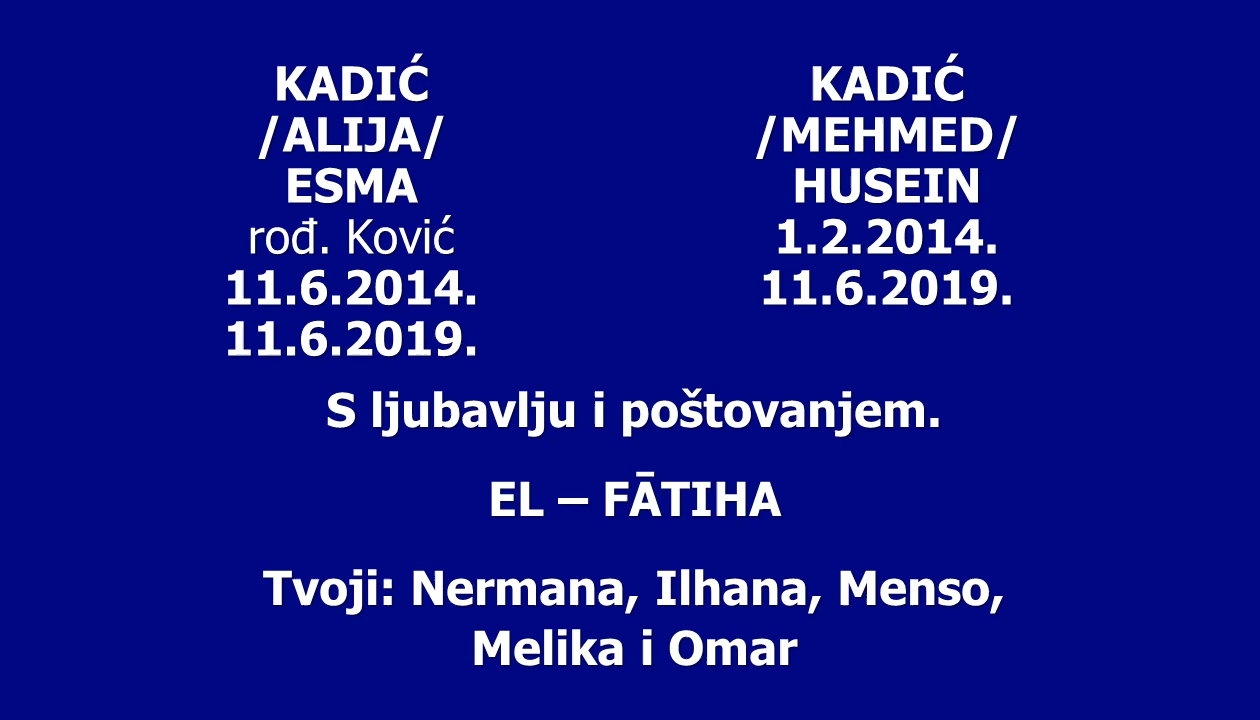 KADIĆ
/ALIJA/
ESMA
rođ. Ković
11.6.2014.
11.6.2019.
KADIĆ
/MEHMED/
HUSEIN
1.2.2014.
11.6.2019.
S ljubavlju i poštovanjem.
EL – FĀTIHA
Tvoji: Nermana, Ilhana, Menso,
Melika i Omar